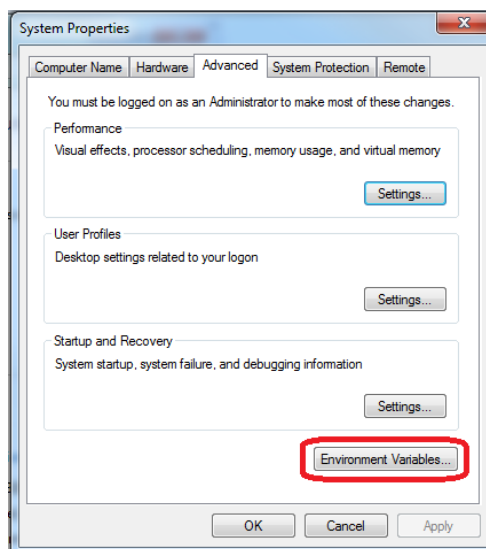 System Properties
Computer Name Hardware Advanced System Protection Remote
You must be logged on as an Administrator to make most of these changes.
Performance
Visual effects, processor scheduling, memory usage, and virtual memory
Settings...
User Profiles
Desktop settings related to your logon
Settings...
Startup and Recovery
System startup, system failure, and debugging information
Settings...
Environment Variables...
OK Cancel Apply